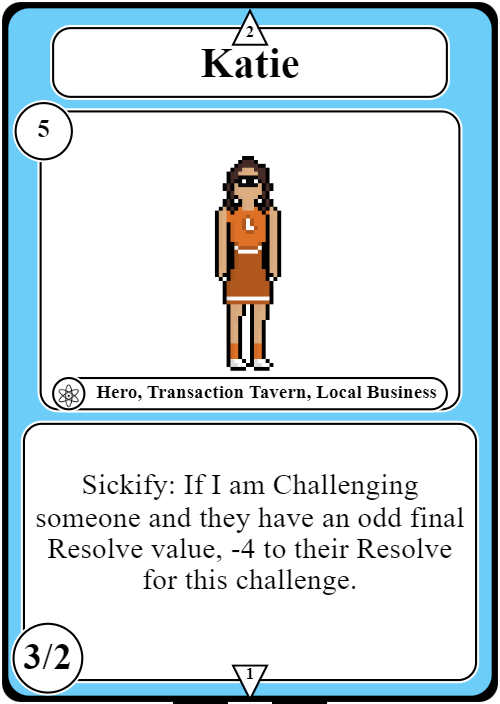 2
Katie
5
Hero, Transaction Tavern, Local Business
Sickify: If I am Challenging
someone and they have an odd final
Resolve value, -4 to their Resolve
for this challenge.
3/2
1